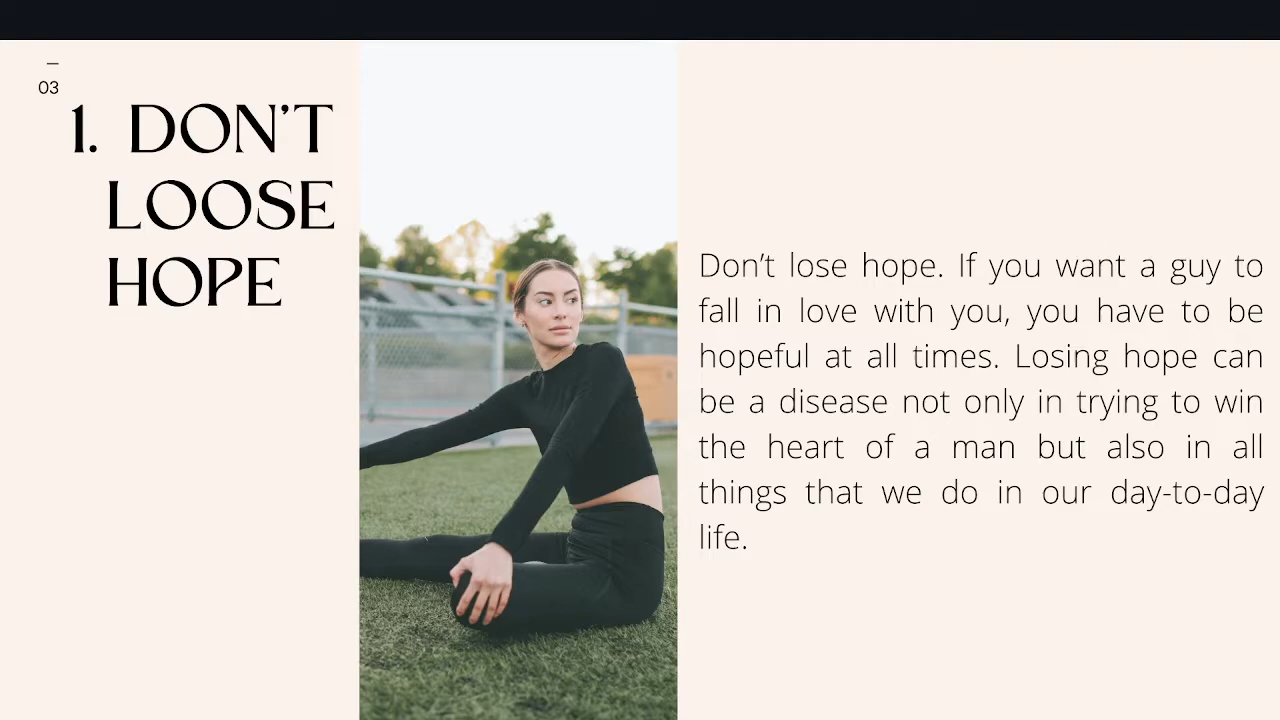 03
1. DON'T
LOOSE
HOPE
Don't lose hope. If you want a guy to
fall in love with you, you have to be
hopeful at all times. Losing hope can
be a disease not only in trying to win
the heart of a man but also in all
things that we do in our day-to-day
life.